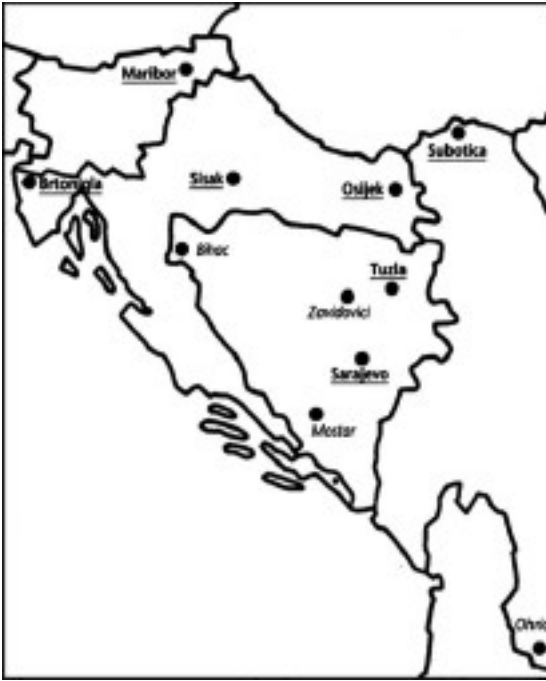 Maribor
Subotica
Brtonigla
Sisak
Osijek
Bihac
Tuzla
Zavidovici
Sarajevo
Mostar